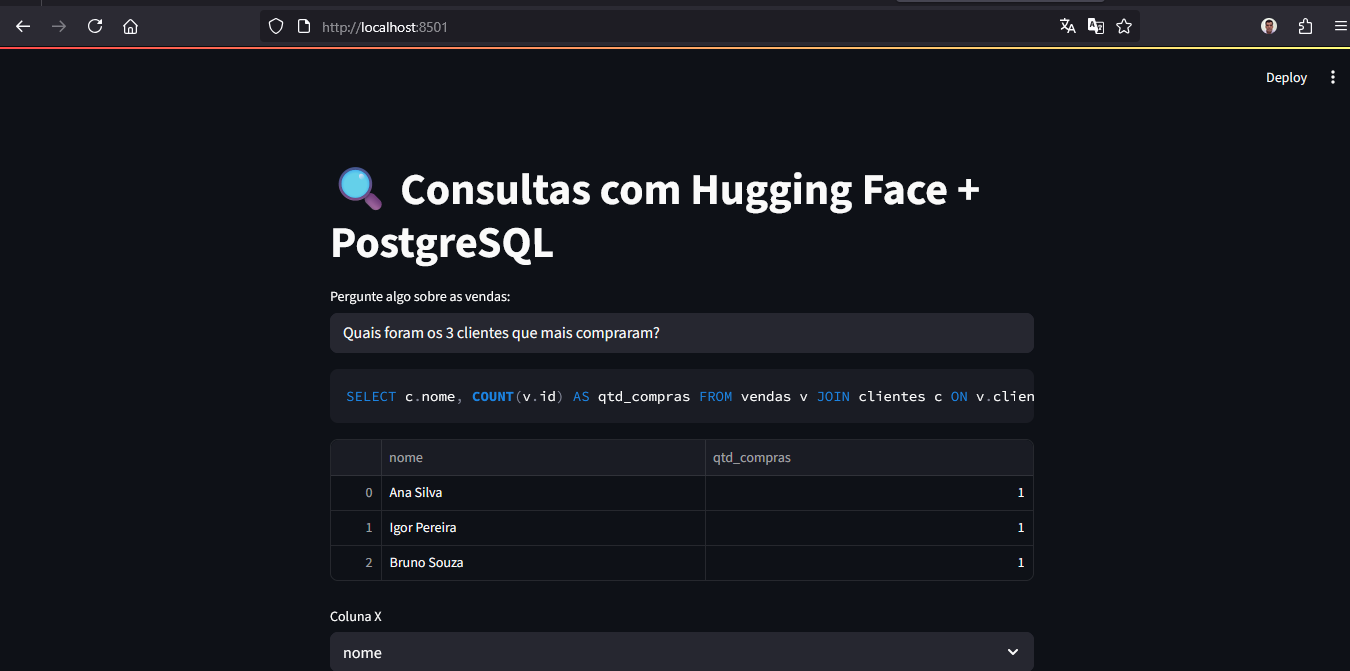 http://localhost:8501
Deploy
🔍 Consultas com Hugging Face +
PostgreSQL
Pergunte algo sobre as vendas:
Quais foram os 3 clientes que mais compraram?
SELECT c.nome, COUNT(v.id) AS qtd_compras FROM vendas v JOIN clientes c ON v.clien
nome qtd_compras
0 Ana Silva 1
1 Igor Pereira 1
2 Bruno Souza 1
Coluna X
nome